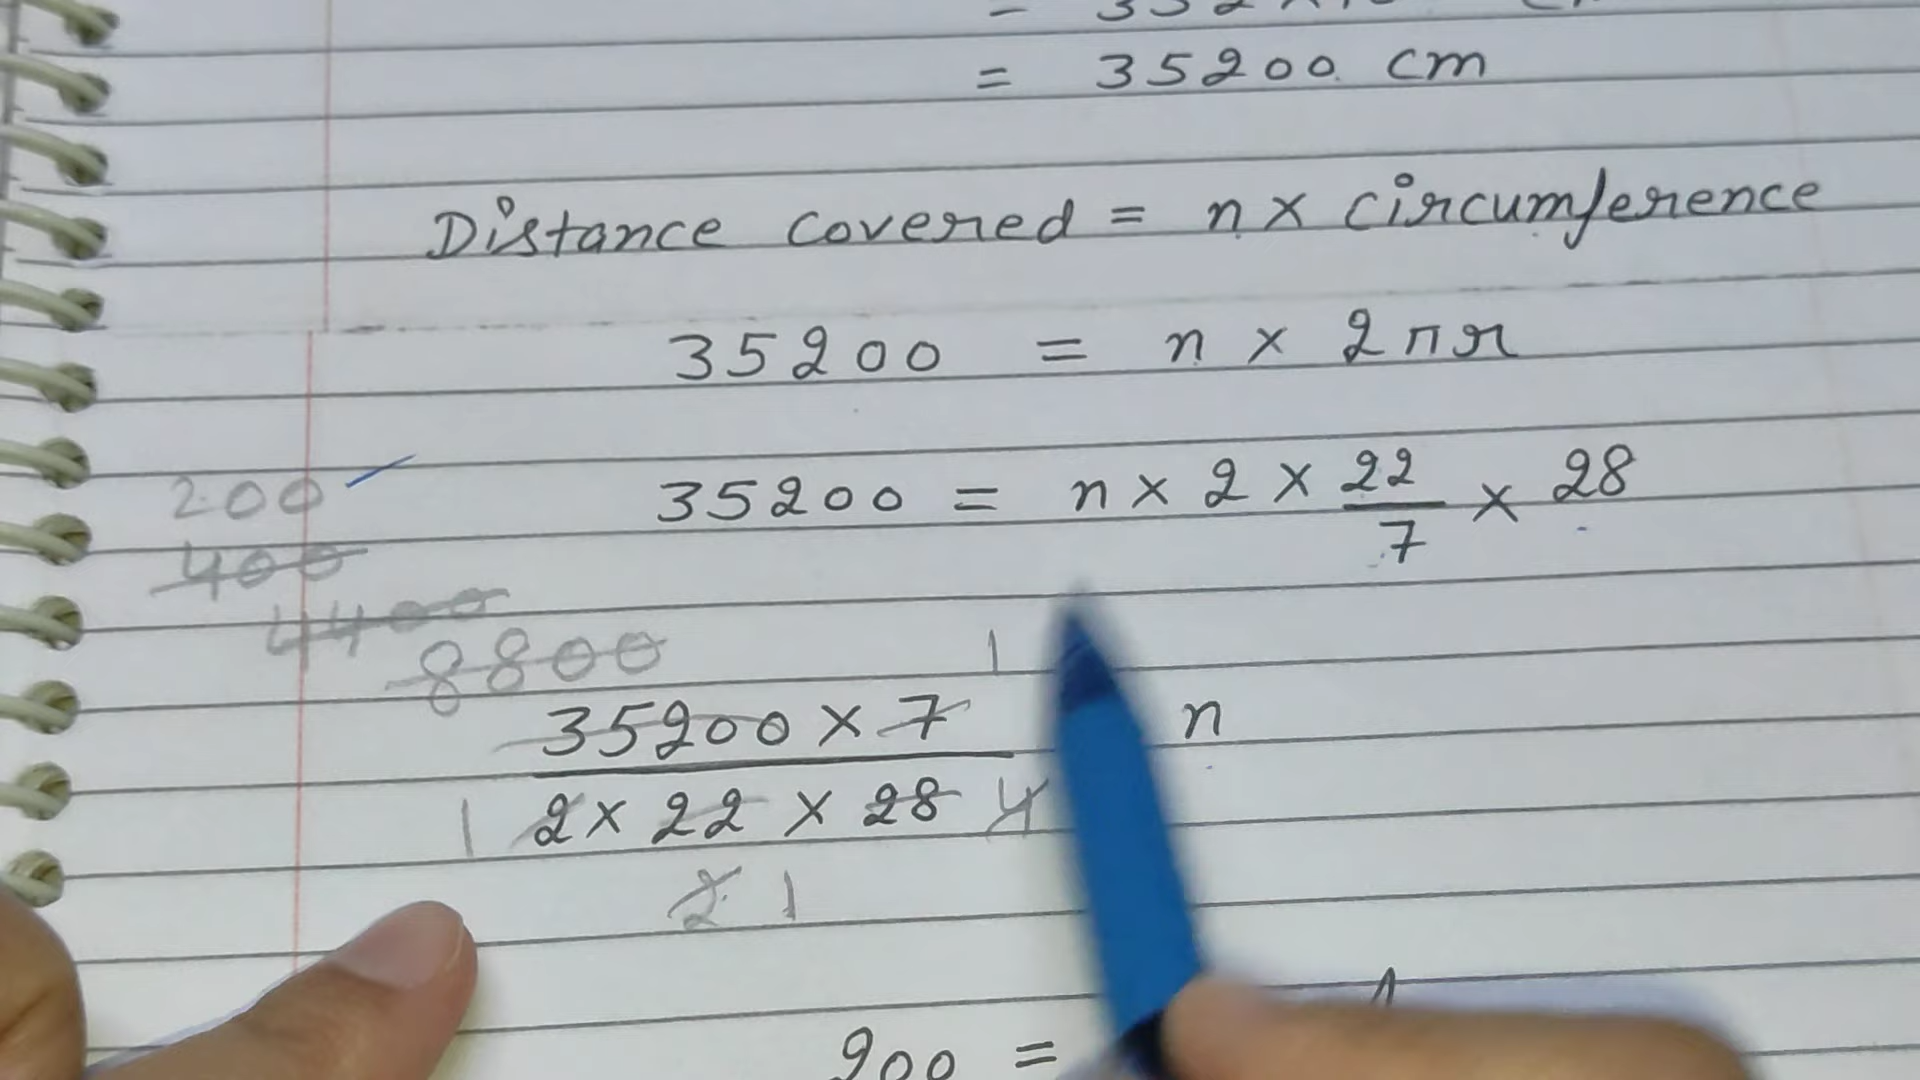 = 35200 cm
Distance covered = n x circumference
35200 = n x 2πr
35200 = n x 2 x 22/7 x 28
200
400
4400
8800
1
35200 x 7
n
1 2 x 22 x 28 4
2 1
200 =